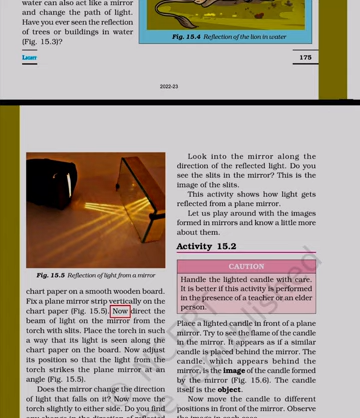 water can also act like a mirror
and change the path of light.
Have you ever seen the reflection
of trees or buildings in water
(Fig. 15.3)?
Fig. 15.4 Reflection of the lion in water
LIGHT
175
2022-23
Fig. 15.5 Reflection of light from a mirror
chart paper on a smooth wooden board.
Fix a plane mirror strip vertically on the
chart paper (Fig. 15.5). Now direct the
beam of light on the mirror from the
torch with slits. Place the torch in such
a way that its light is seen along the
chart paper on the board. Now adjust
its position so that the light from the
torch strikes the plane mirror at an
angle (Fig. 15.5).
Does the mirror change the direction
of light that falls on it? Now move the
torch slightly to either side. Do you find
Look into the mirror along the
direction of the reflected light. Do you
see the slits in the mirror? This is the
image of the slits.
This activity shows how light gets
reflected from a plane mirror.
Let us play around with the images
formed in mirrors and know a little more
about them.
Activity 15.2
CAUTION
Handle the lighted candle with care.
It is better if this activity is performed
in the presence of a teacher or an elder
person.
Place a lighted candle in front of a plane
mirror. Try to see the flame of the candle
in the mirror. It appears as if a similar
candle is placed behind the mirror. The
candle, which appears behind the
mirror, is the image of the candle formed
by the mirror (Fig. 15.6). The candle
itself is the object.
Now move the candle to different
positions in front of the mirror. Observe